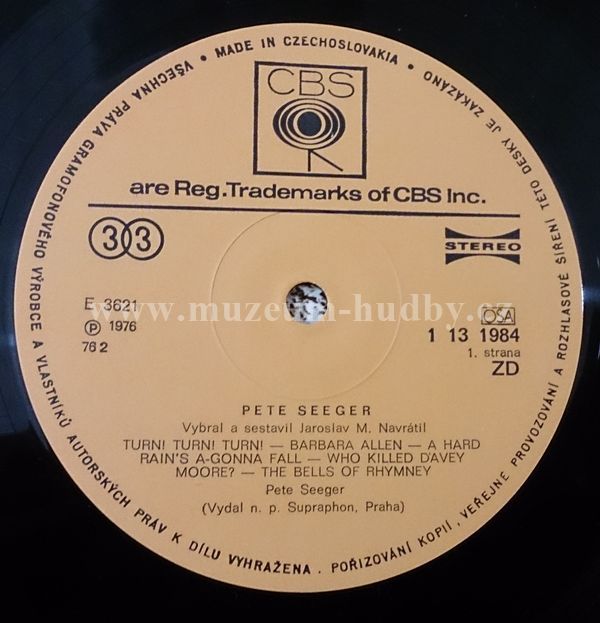 VŠECHNA PRÁVA GRAMOFONOVÉHO VÝROBCE A VLASTNÍKŮ AUTORSKÝCH PRÁV K DÍLU VYHRAŽENA . POŘIZOVÁNÍ KOPIÍ , VEŘEJNÉ PROVOZOVÁNÍ A ROZHLASOVÉ ŠÍŘENÍ TÉTO DESKY JE ZAKÁZÁNO • MADE IN CZECHOSLOVAKIA •
CBS
are Reg.Trademarks of CBS Inc.
33
STEREO
www.muzeum-hudby.cz
E 3621
OSA
Ⓟ 1976
1 13 1984
76 2
1. strana
ZD
PETE SEEGER
Vybral a sestavil Jaroslav M. Navrátil
TURN! TURN! TURN! — BARBARA ALLEN — A HARD
RAIN'S A-GONNA FALL — WHO KILLED DAVEY
MOORE? — THE BELLS OF RHYMNEY
Pete Seeger
(Vydal n. p. Supraphon, Praha)